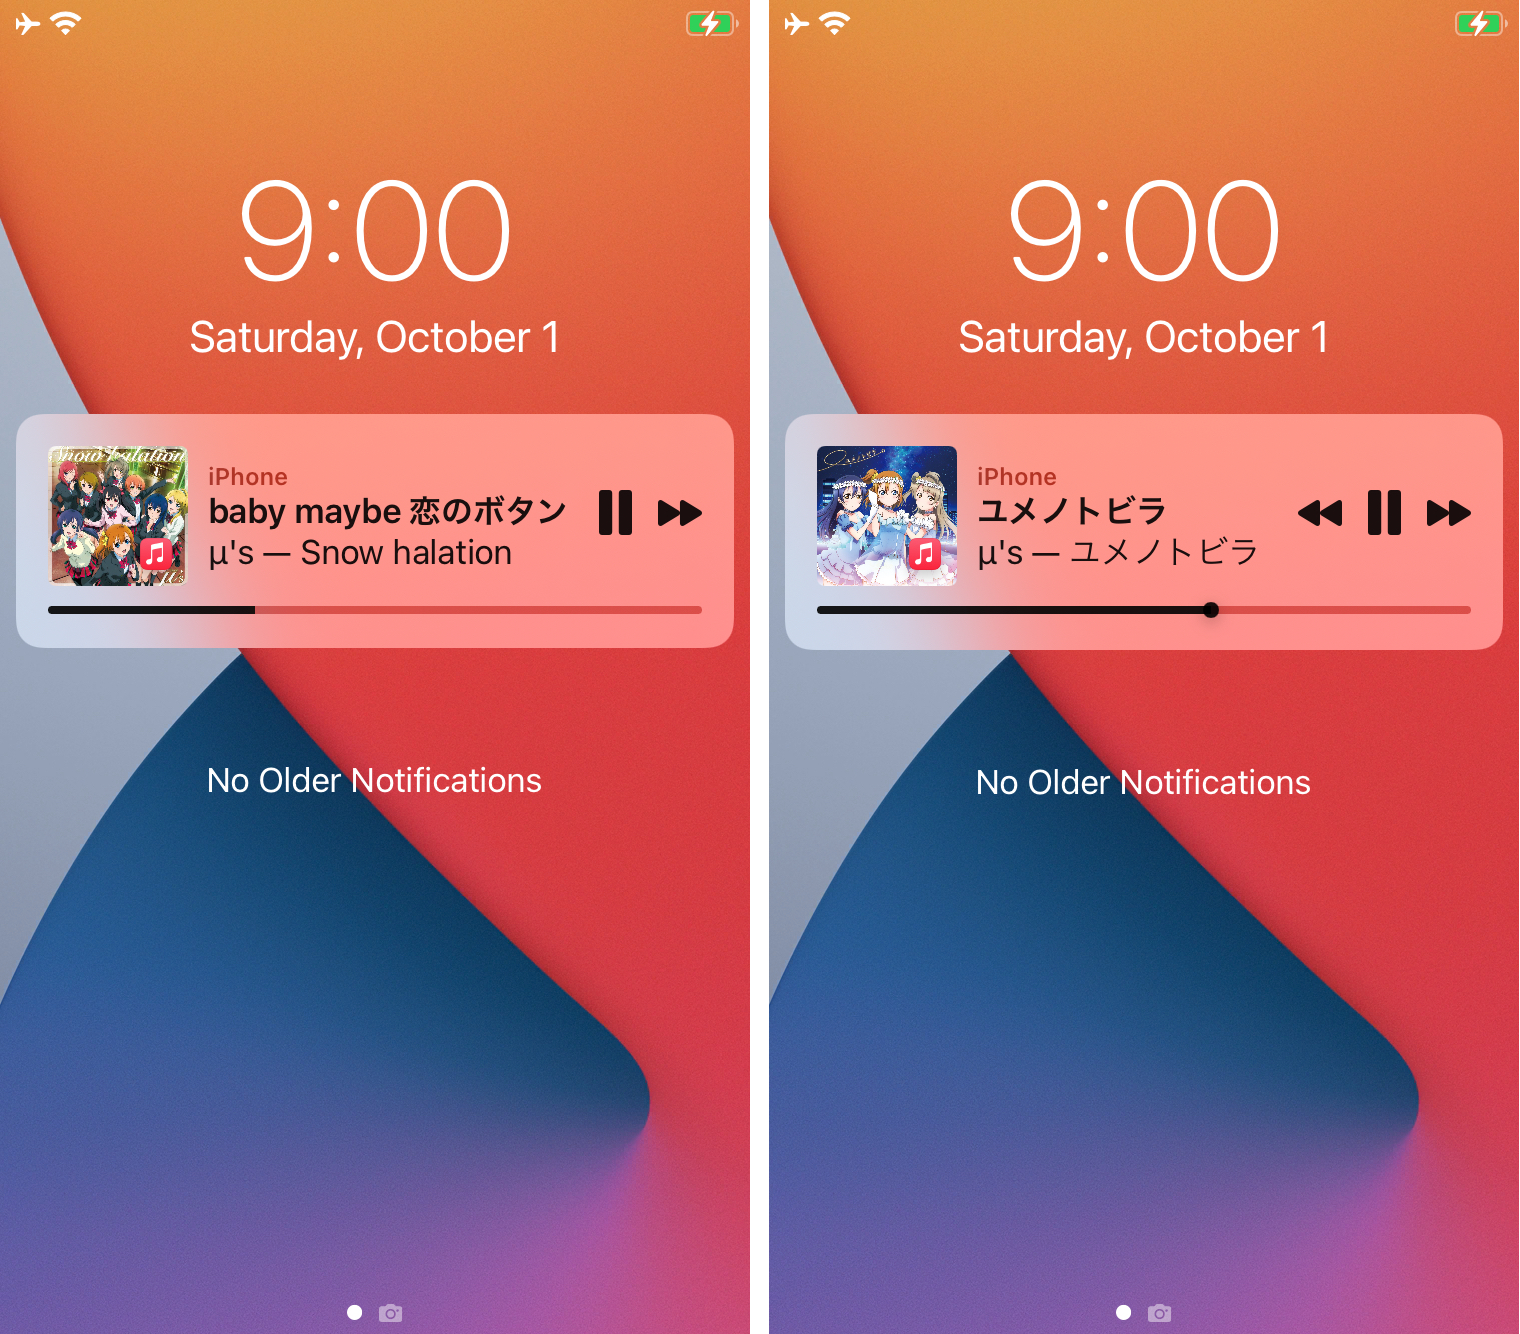 9:00
Saturday, October 1
Snow halation
iPhone
baby maybe 恋のボタン
μ's — Snow halation
μ's
No Older Notifications
9:00
Saturday, October 1
iPhone
ユメノトビラ
μ's — ユメノトビラ
No Older Notifications